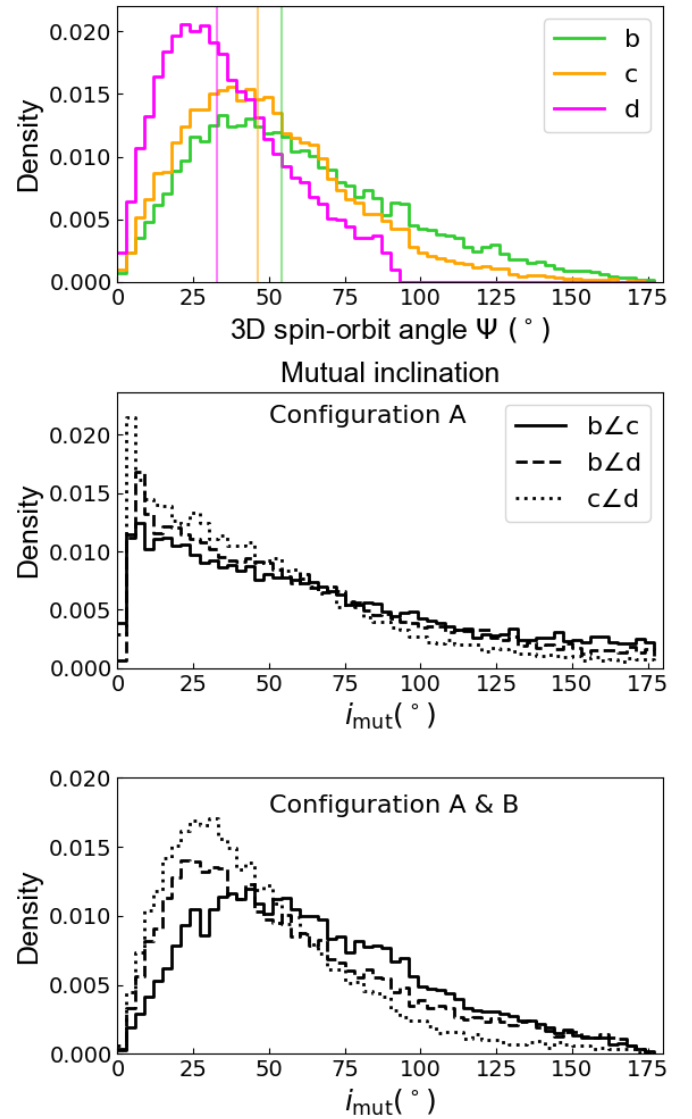 0.020
0.015
0.010
0.005
0.000
Density
b
c
d
0 25 50 75 100 125 150 175
3D spin-orbit angle Ψ (°)
Mutual inclination
Configuration A
0.020
0.015
0.010
0.005
0.000
Density
b∠c
b∠d
c∠d
0 25 50 75 100 125 150 175
imut(°)
Configuration A & B
0.020
0.015
0.010
0.005
0.000
Density
0 25 50 75 100 125 150 175
imut(°)